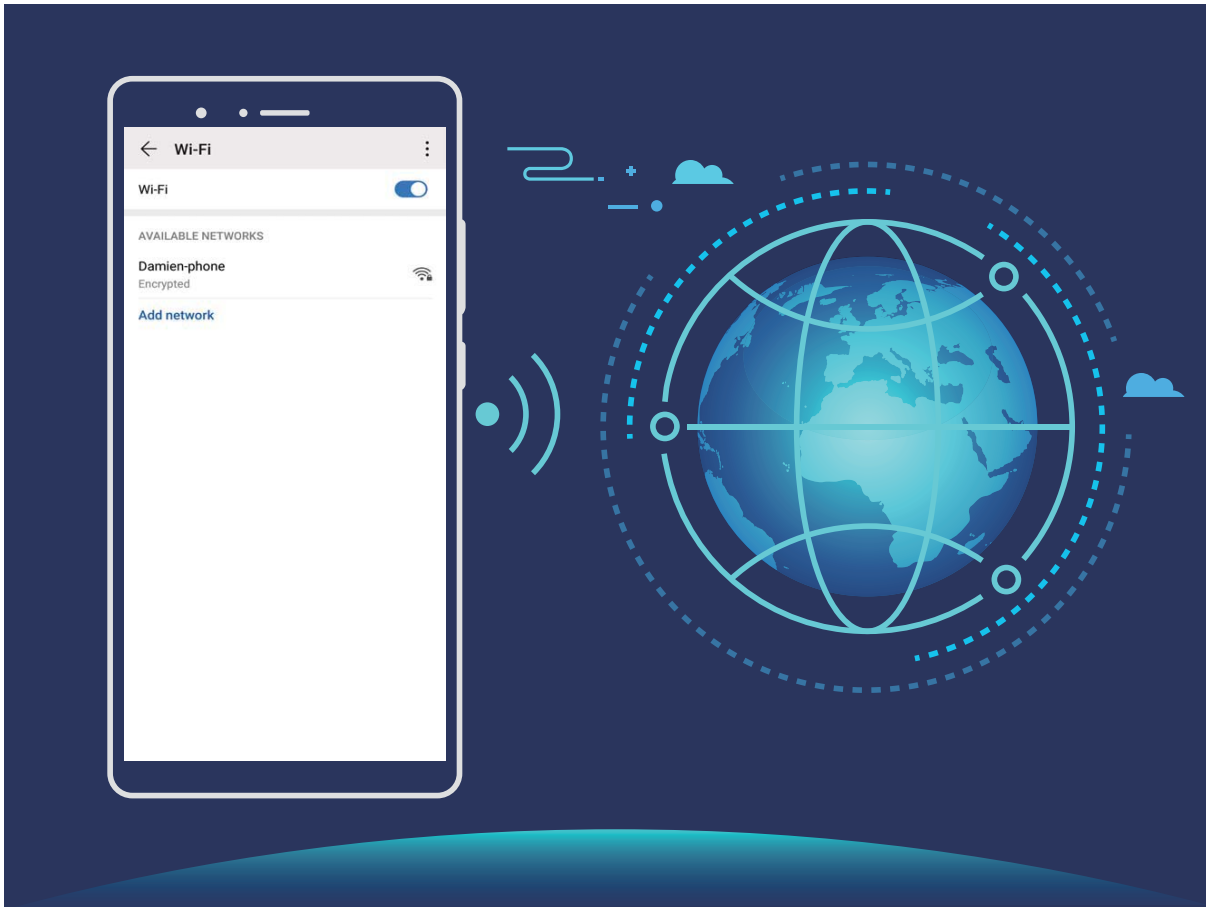 Wi-Fi
Wi-Fi
AVAILABLE NETWORKS
Damien-phone
Encrypted
Add network